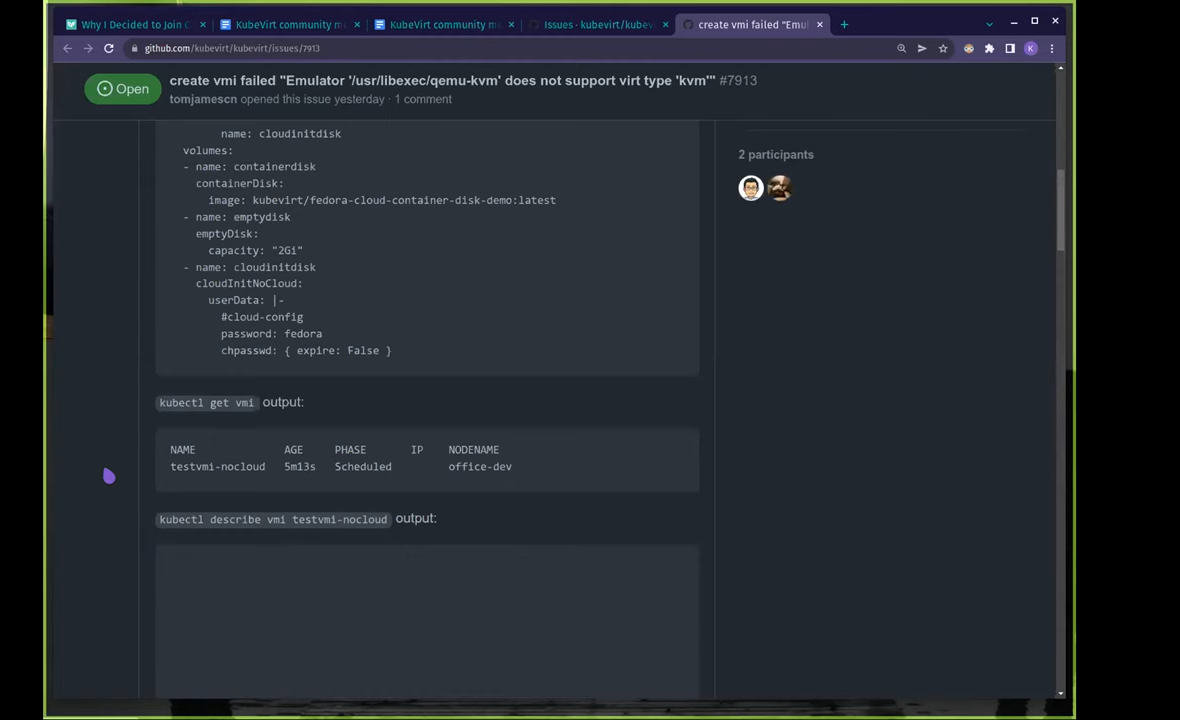 Why I Decided to Join C
KubeVirt community me
KubeVirt community me
Issues · kubevirt/kubev
create vmi failed "Emul
github.com/kubevirt/kubevirt/issues/7913
K
Open
create vmi failed "Emulator '/usr/libexec/qemu-kvm' does not support virt type 'kvm'" #7913
tomjamescn opened this issue yesterday · 1 comment
name: cloudinitdisk
volumes:
- name: containerdisk
containerDisk:
image: kubevirt/fedora-cloud-container-disk-demo:latest
- name: emptydisk
emptyDisk:
capacity: "2Gi"
- name: cloudinitdisk
cloudInitNoCloud:
userData: |-
#cloud-config
password: fedora
chpasswd: { expire: False }
2 participants
kubectl get vmi output:
NAME AGE PHASE IP NODENAME
testvmi-nocloud 5m13s Scheduled office-dev
kubectl describe vmi testvmi-nocloud output: